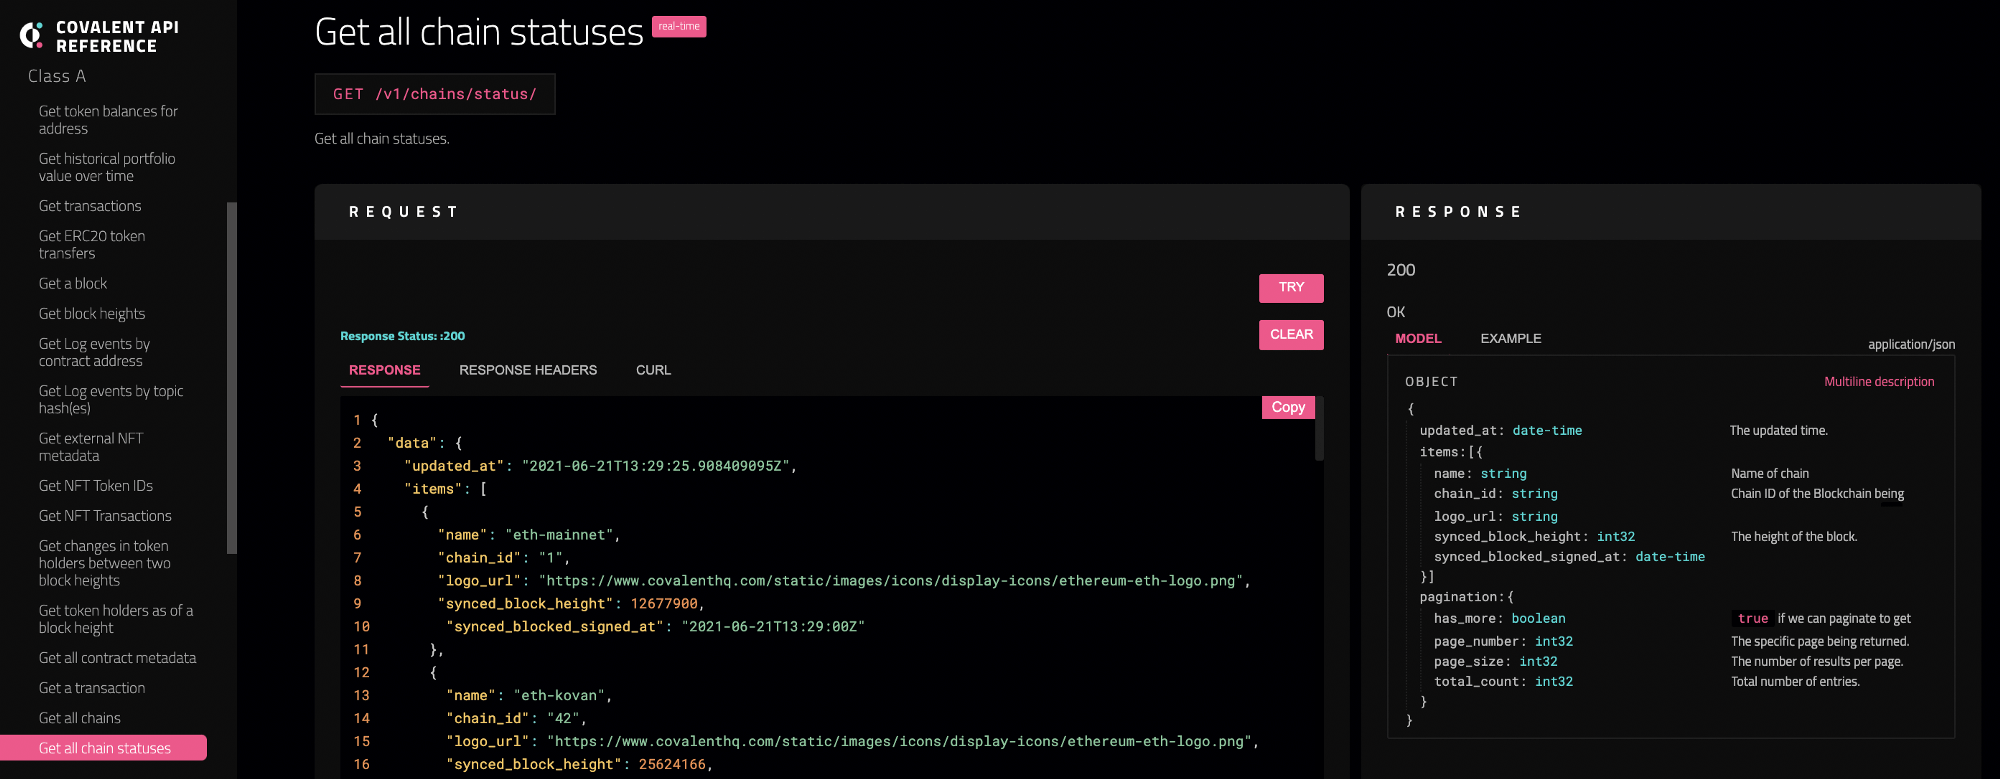 COVALENT API
REFERENCE
Class A
Get token balances for
address
Get historical portfolio
value over time
Get transactions
Get ERC20 token
transfers
Get a block
Get block heights
Get Log events by
contract address
Get Log events by topic
hash(es)
Get external NFT
metadata
Get NFT Token IDs
Get NFT Transactions
Get changes in token
holders between two
block heights
Get token holders as of a
block height
Get all contract metadata
Get a transaction
Get all chains
Get all chain statuses
Get all chain statuses real-time
GET /v1/chains/status/
Get all chain statuses.
REQUEST
TRY
Response Status: :200
CLEAR
RESPONSE RESPONSE HEADERS CURL
Copy
1 {
2 "data": {
3 "updated_at": "2021-06-21T13:29:25.908409095Z",
4 "items": [
5 {
6 "name": "eth-mainnet",
7 "chain_id": "1",
8 "logo_url": "https://www.covalenthq.com/static/images/icons/display-icons/ethereum-eth-logo.png",
9 "synced_block_height": 12677900,
10 "synced_blocked_signed_at": "2021-06-21T13:29:00Z"
11 },
12 {
13 "name": "eth-kovan",
14 "chain_id": "42",
15 "logo_url": "https://www.covalenthq.com/static/images/icons/display-icons/ethereum-eth-logo.png",
16 "synced_block_height": 25624166,
RESPONSE
200
OK
MODEL EXAMPLE
application/json
OBJECT Multiline description
{
updated_at: date-time The updated time.
items:[{
name: string Name of chain
chain_id: string Chain ID of the Blockchain being
logo_url: string
synced_block_height: int32 The height of the block.
synced_blocked_signed_at: date-time
}]
pagination:{
has_more: boolean true if we can paginate to get
page_number: int32 The specific page being returned.
page_size: int32 The number of results per page.
total_count: int32 Total number of entries.
}
}